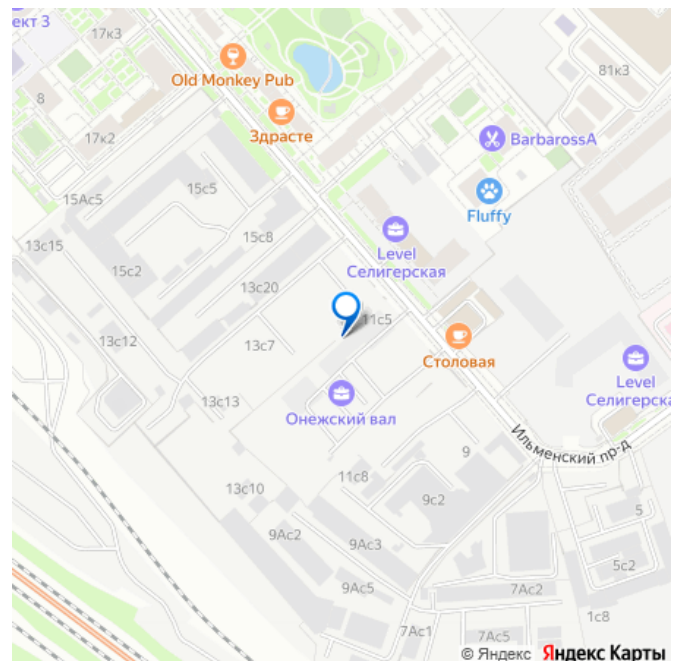 ект 3
17к3
81к3
Old Monkey Pub
8
Здрасте
17к2
BarbarossA
15с5
15Ас5
Fluffy
13с15
15с8
Level
Селигерская
15с2
13с20
11с5
13с12
13с7
Столовая
Level
Селигерска
13с13
Онежский вал
Ильменский пр-д
9
11с8
13с10
9с2
5
9Ас2
9Ас3
5с2
9Ас5
7Ас2
1с8
7Ас1
7Ас5
© Яндекс Яндекс Карты